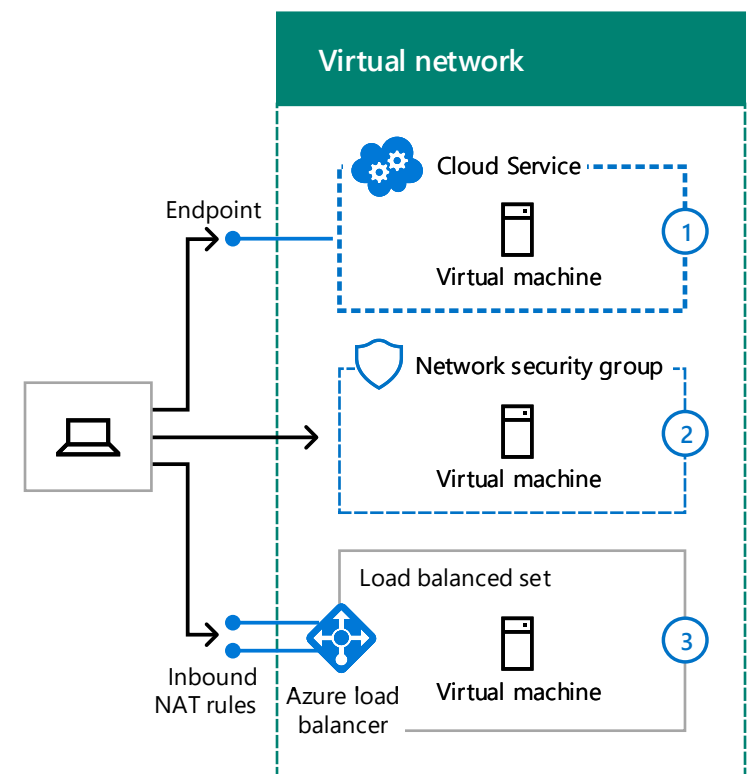 Virtual network
Cloud Service
Endpoint
1
Virtual machine
Network security group
2
Virtual machine
Load balanced set
3
Inbound
NAT rules
Azure load
balancer
Virtual machine